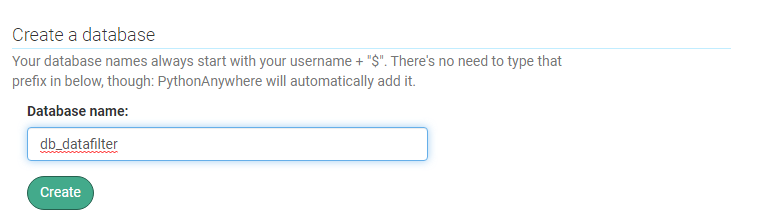 Create a database
Your database names always start with your username + "$". There's no need to type that
prefix in below, though: PythonAnywhere will automatically add it.
Database name:
db_datafilter
Create